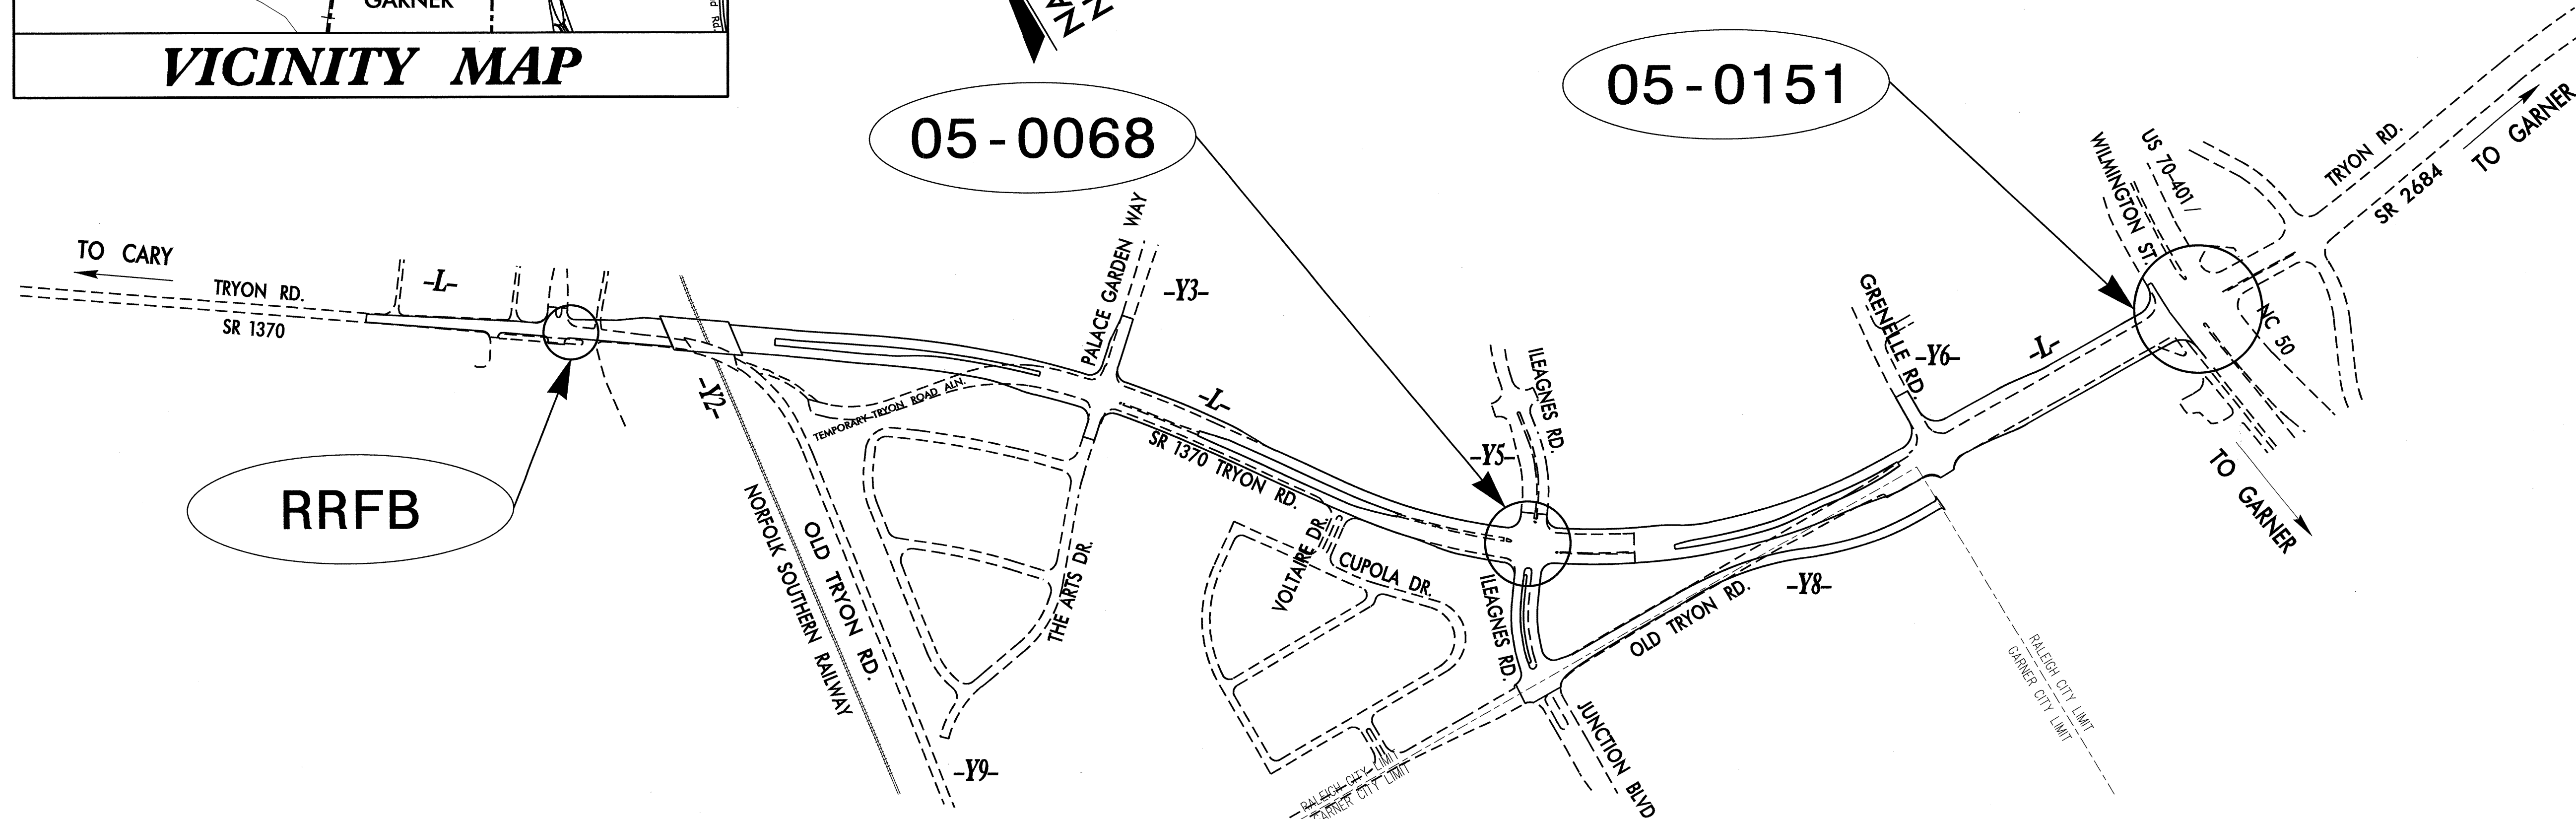 GARNER
d Rd.
VICINITY MAP
NA
N
05-0068
05-0151
RRFB
TO CARY
TRYON RD.
SR 1370
-L-
-Y2-
NORFOLK SOUTHERN RAILWAY
OLD TRYON RD.
-Y9-
TEMPORARY TRYON ROAD ALN.
PALACE GARDEN WAY
-Y3-
THE ARTS DR.
-L-
SR 1370 TRYON RD.
VOLTAIRE DR.
CUPOLA DR.
ILEAGNES RD.
-Y5-
ILEAGNES RD.
OLD TRYON RD.
-Y8-
JUNCTION BLVD
RALEIGH CITY LIMIT
GARNER CITY LIMIT
GRENELLE RD.
-Y6-
-L-
RALEIGH CITY LIMIT
GARNER CITY LIMIT
WILMINGTON ST.
US 70-401/
NC 50
TO GARNER
TRYON RD.
SR 2684
TO GARNER